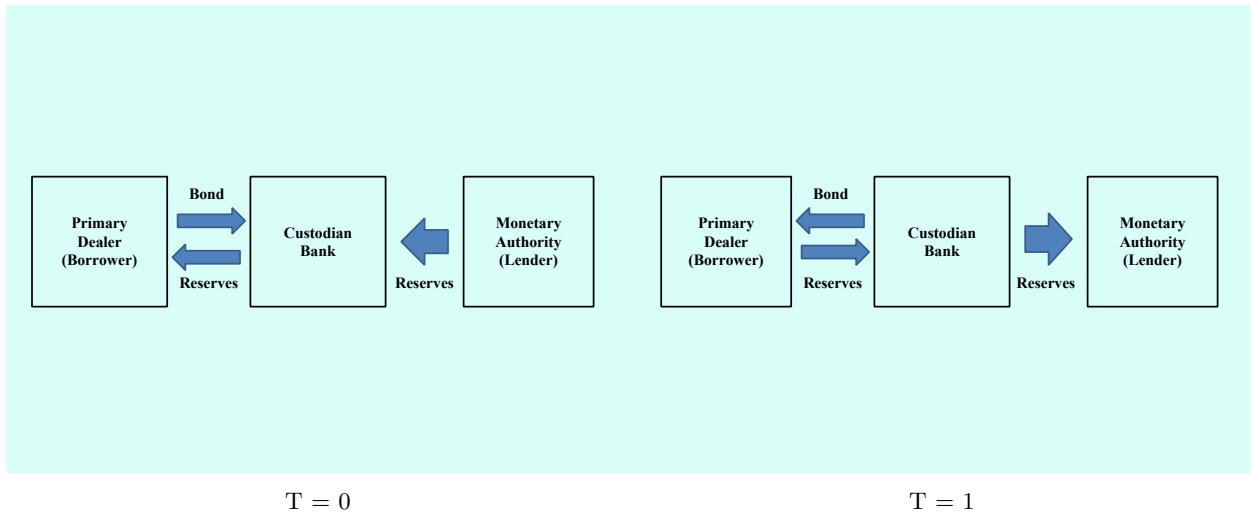 Bond
Primary
Dealer
(Borrower)
Custodian
Bank
Monetary
Authority
(Lender)
Reserves
Reserves
Bond
Primary
Dealer
(Borrower)
Custodian
Bank
Monetary
Authority
(Lender)
Reserves
Reserves
T = 0
T = 1